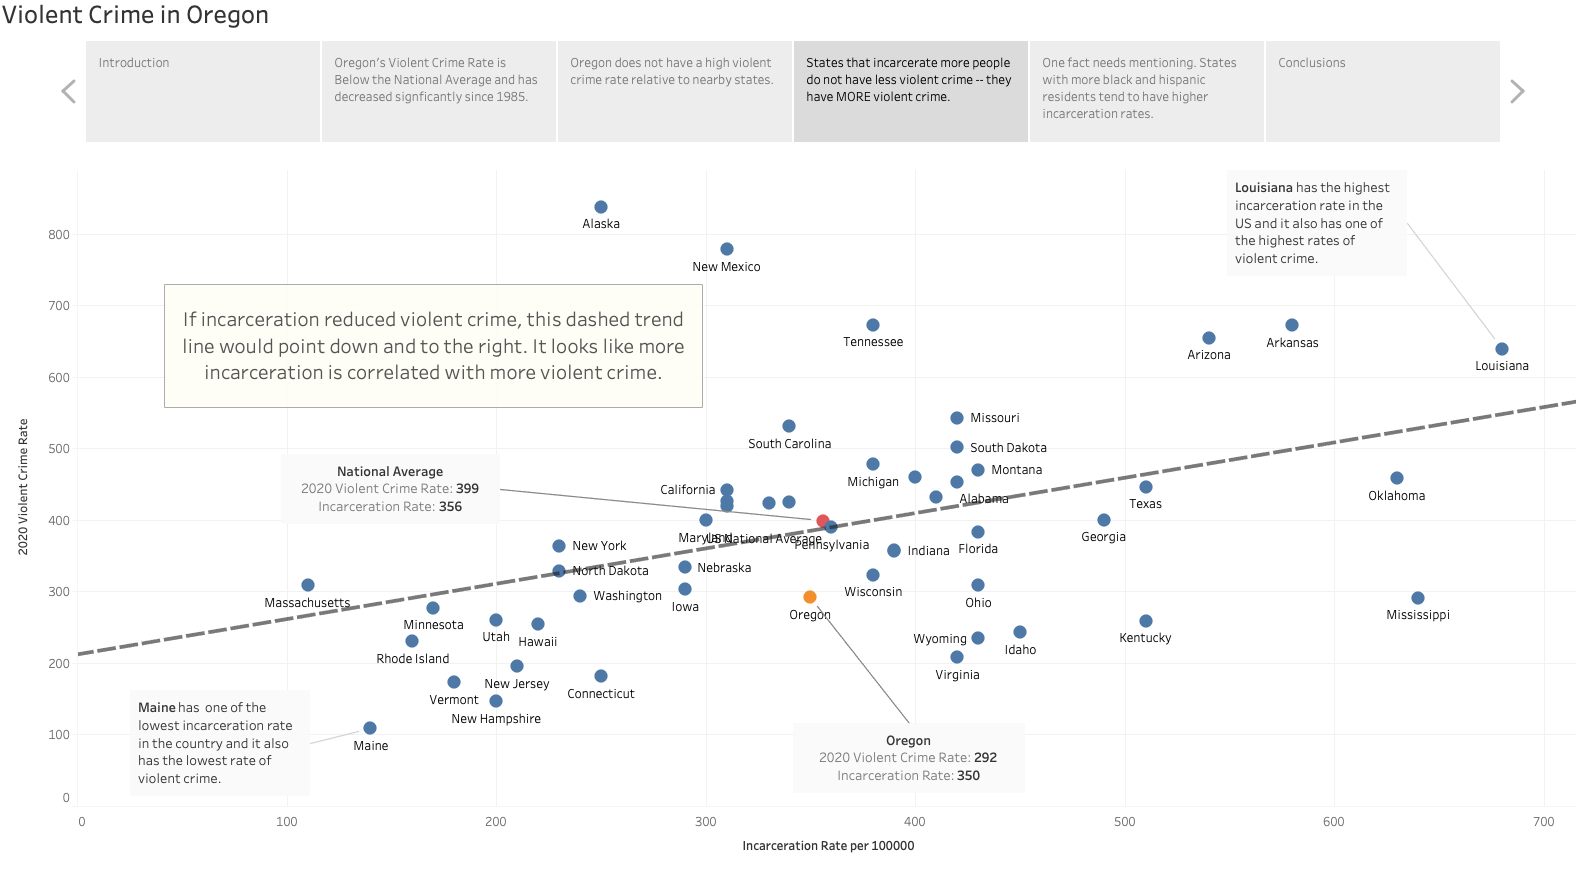 Violent Crime in Oregon
Introduction
Oregon's Violent Crime Rate is
Below the National Average and has
decreased signficantly since 1985.
Oregon does not have a high violent
crime rate relative to nearby states.
States that incarcerate more people
do not have less violent crime -- they
have MORE violent crime.
One fact needs mentioning. States
with more black and hispanic
residents tend to have higher
incarceration rates.
Conclusions
Louisiana has the highest
incarceration rate in the
US and it also has one of
the highest rates of
violent crime.
Alaska
New Mexico
If incarceration reduced violent crime, this dashed trend
line would point down and to the right. It looks like more
incarceration is correlated with more violent crime.
Tennessee
Arizona
Arkansas
Louisiana
Missouri
South Carolina
South Dakota
National Average
2020 Violent Crime Rate: 399
Incarceration Rate: 356
Michigan
Montana
California
Alabama
Texas
Oklahoma
Maryland
US National Average
Pennsylvania
Georgia
New York
Indiana
Florida
North Dakota
Nebraska
Massachusetts
Washington
Iowa
Wisconsin
Ohio
Oregon
Mississippi
Minnesota
Utah
Hawaii
Wyoming
Idaho
Kentucky
Rhode Island
New Jersey
Connecticut
Virginia
Vermont
New Hampshire
Maine has one of the
lowest incarceration rate
in the country and it also
has the lowest rate of
violent crime.
Maine
Oregon
2020 Violent Crime Rate: 292
Incarceration Rate: 350
2020 Violent Crime Rate
800
700
600
500
400
300
200
100
0
0
100
200
300
400
500
600
700
Incarceration Rate per 100000